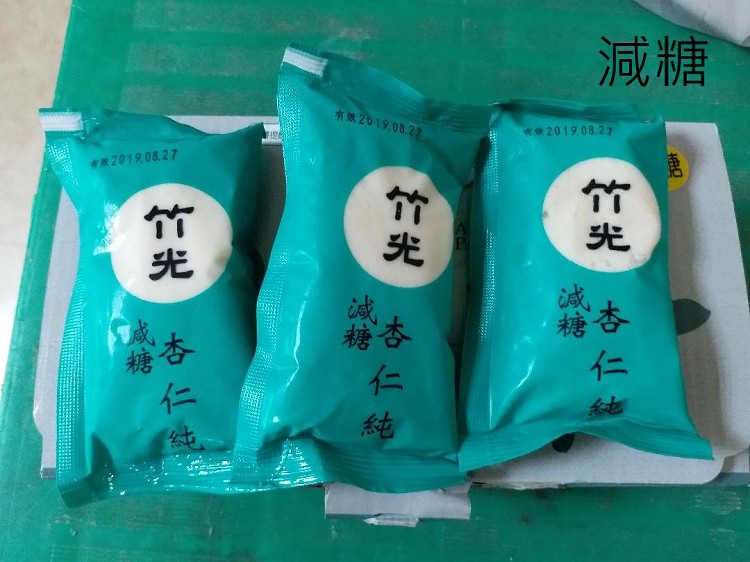 減糖
有效2019.08.27
竹光
減糖
杏仁純
有效2019.08.27
竹光
減糖
杏仁純
有效2019.08.27
竹光
減糖
杏仁純
糖